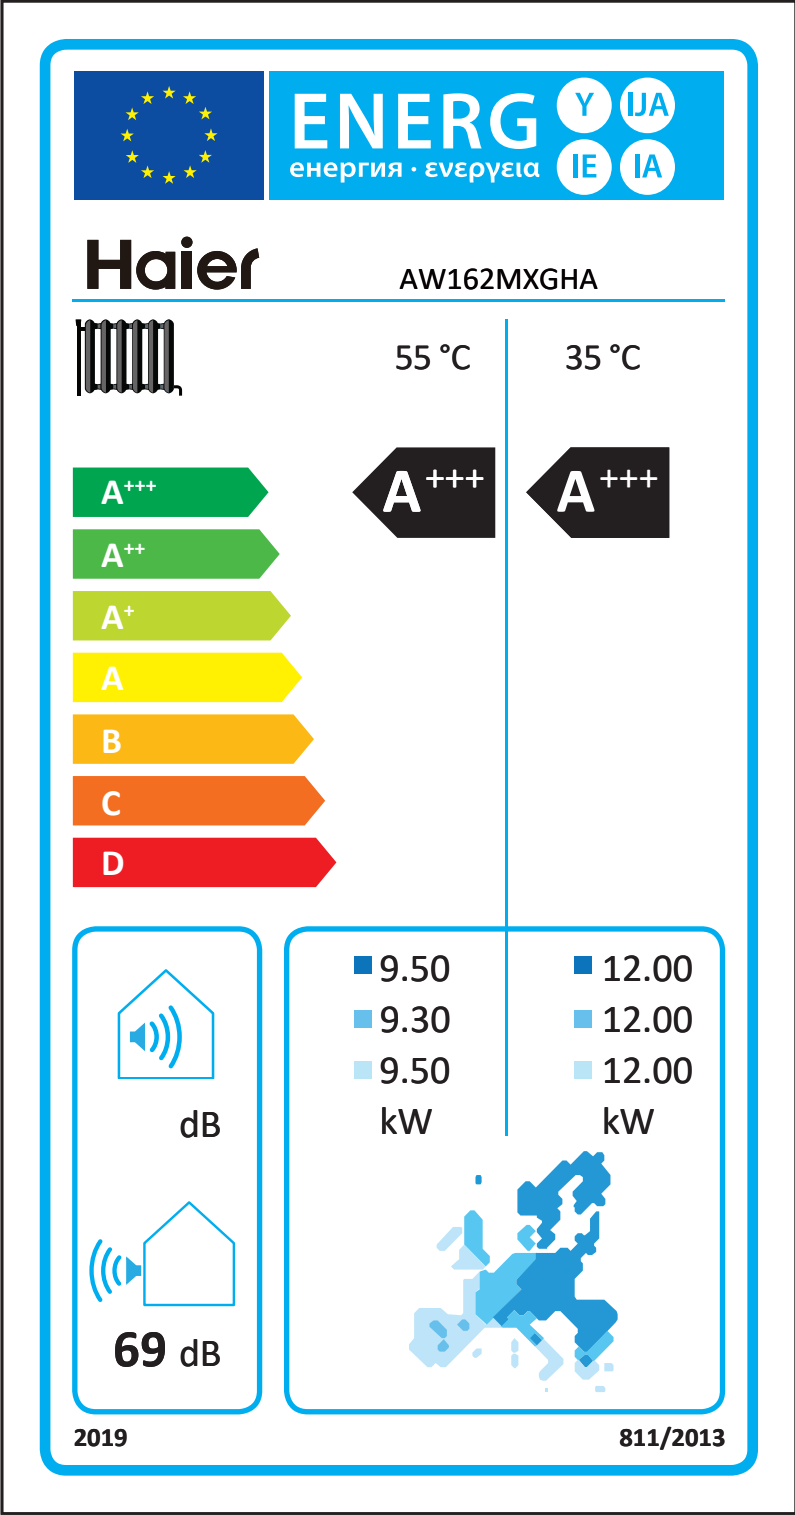 ENERG
енергия · ενεργεια
Y IJA
IE IA
Haier
AW162MXGHA
55 °C
35 °C
A+++
A+++
A+++
A++
A+
A
B
C
D
9.50
9.30
9.50
kW
12.00
12.00
12.00
kW
dB
69 dB
2019
811/2013